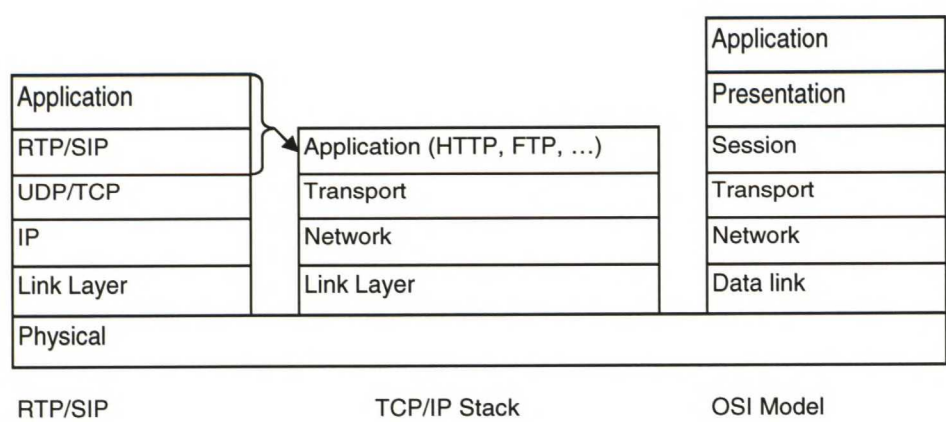 Application
RTP/SIP
UDP/TCP
IP
Link Layer
Application (HTTP, FTP, ...)
Transport
Network
Link Layer
Application
Presentation
Session
Transport
Network
Data link
Physical
RTP/SIP
TCP/IP Stack
OSI Model